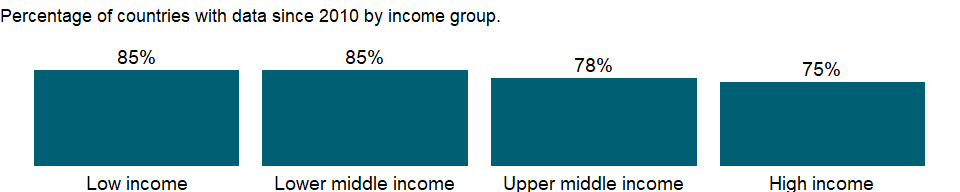 Percentage of countries with data since 2010 by income group.
85% 85% 78% 75%
Low income Lower middle income Upper middle income High income